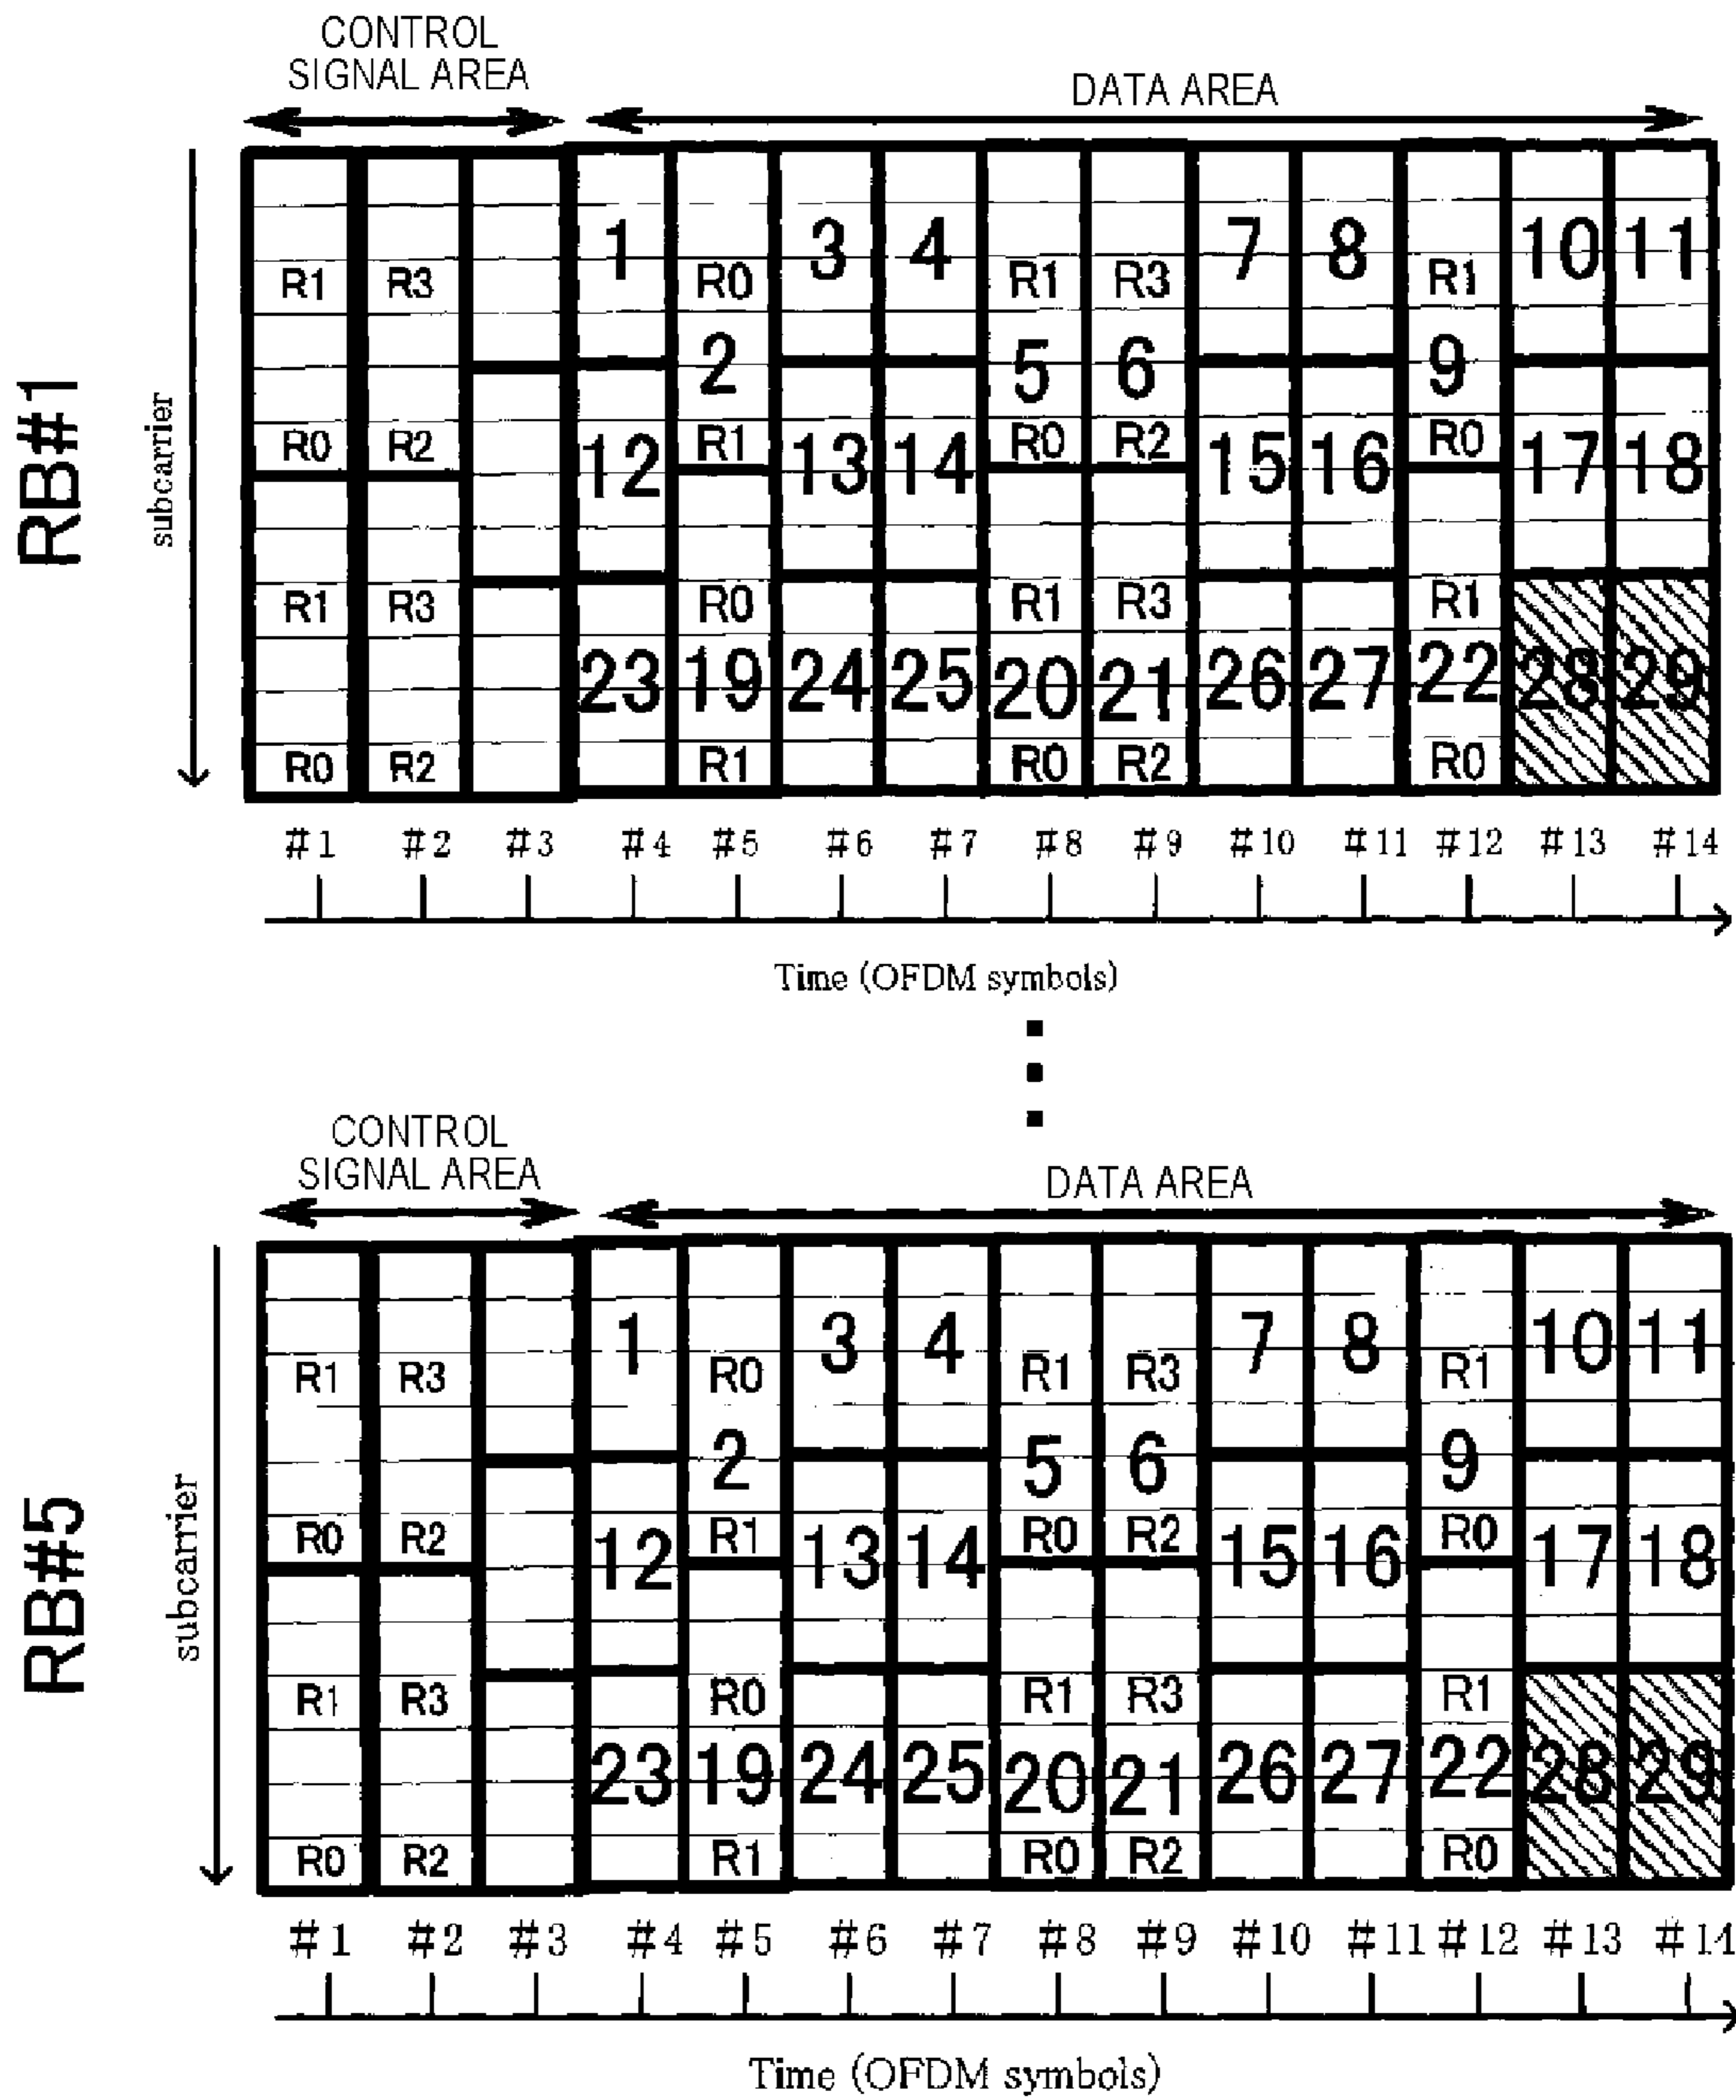 CONTROL
SIGNAL AREA
DATA AREA
RB#1
subcarrier
1 3 4 7 8 10 11
R1 R3 R0 R1 R3 R1
2 5 6 9
R0 R2 R1 R0 R2 R0
12 13 14 15 16 17 18
R1 R3 R0 R1 R3 R1
23 19 24 25 20 21 26 27 22 28 29
R0 R2 R1 R0 R2 R0
#1 #2 #3 #4 #5 #6 #7 #8 #9 #10 #11 #12 #13 #14
Time (OFDM symbols)
CONTROL
SIGNAL AREA
DATA AREA
RB#5
subcarrier
1 3 4 7 8 10 11
R1 R3 R0 R1 R3 R1
2 5 6 9
R0 R2 R1 R0 R2 R0
12 13 14 15 16 17 18
R1 R3 R0 R1 R3 R1
23 19 24 25 20 21 26 27 22 28 29
R0 R2 R1 R0 R2 R0
#1 #2 #3 #4 #5 #6 #7 #8 #9 #10 #11 #12 #13 #14
Time (OFDM symbols)